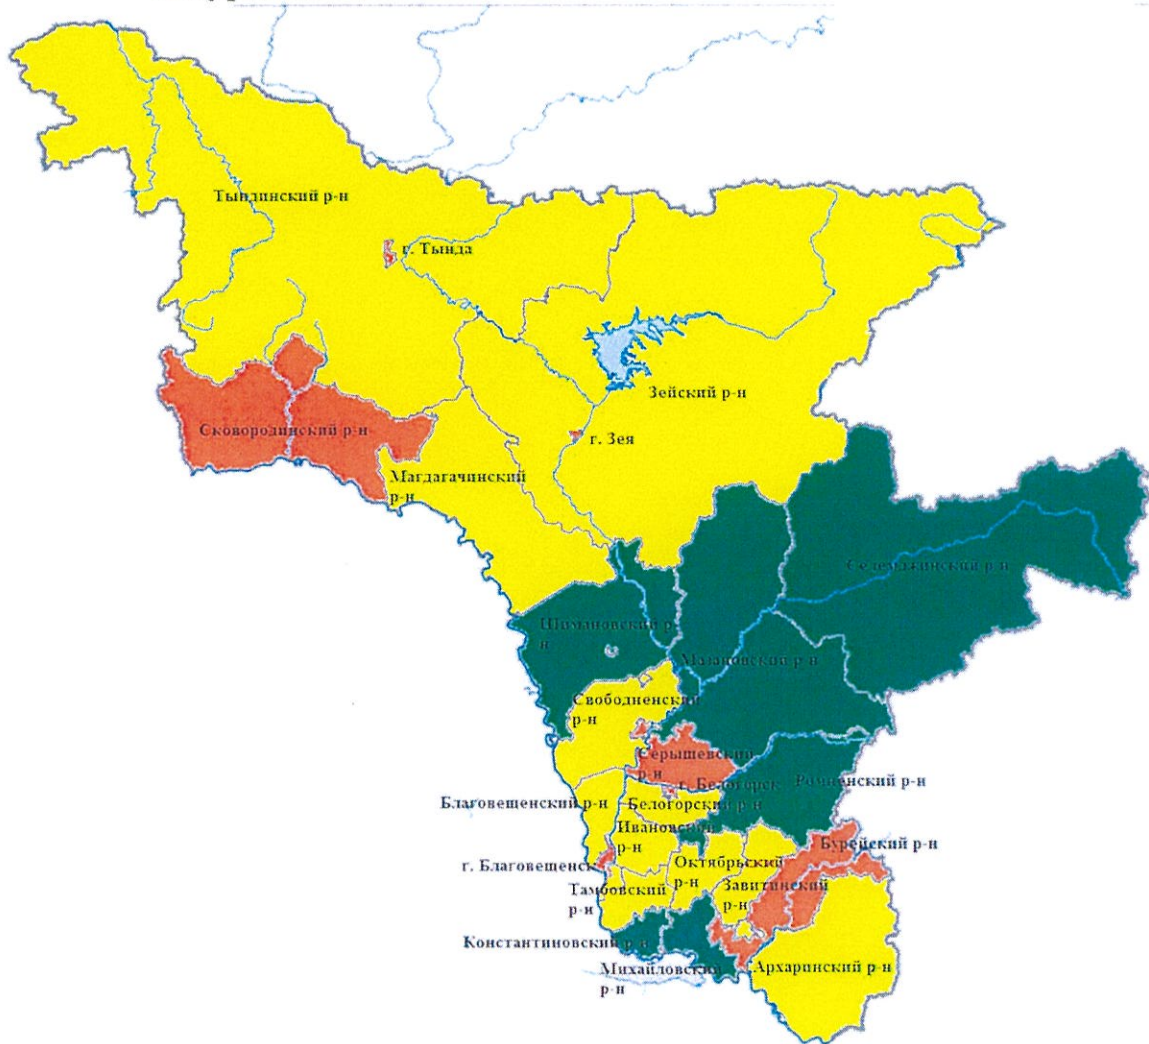 Тындинский р-н
г. Тында
Зейский р-н
Сковородинский р-н
г. Зея
Магдагачинский
р-н
Селемджинский р-н
Шимановский р-
н
Мазановский р-н
Свободненский
р-н
Серышевский
р-н
г. Белогорск
Ромненский р-н
Благовещенский р-н
Белогорский р-н
Ивановский
р-н
Бурейский р-н
г. Благовещенск
Октябрьский
р-н
Тамбовский
р-н
Завитинский
р-н
Константиновский р-н
Михайловский
р-н
Архаринский р-н